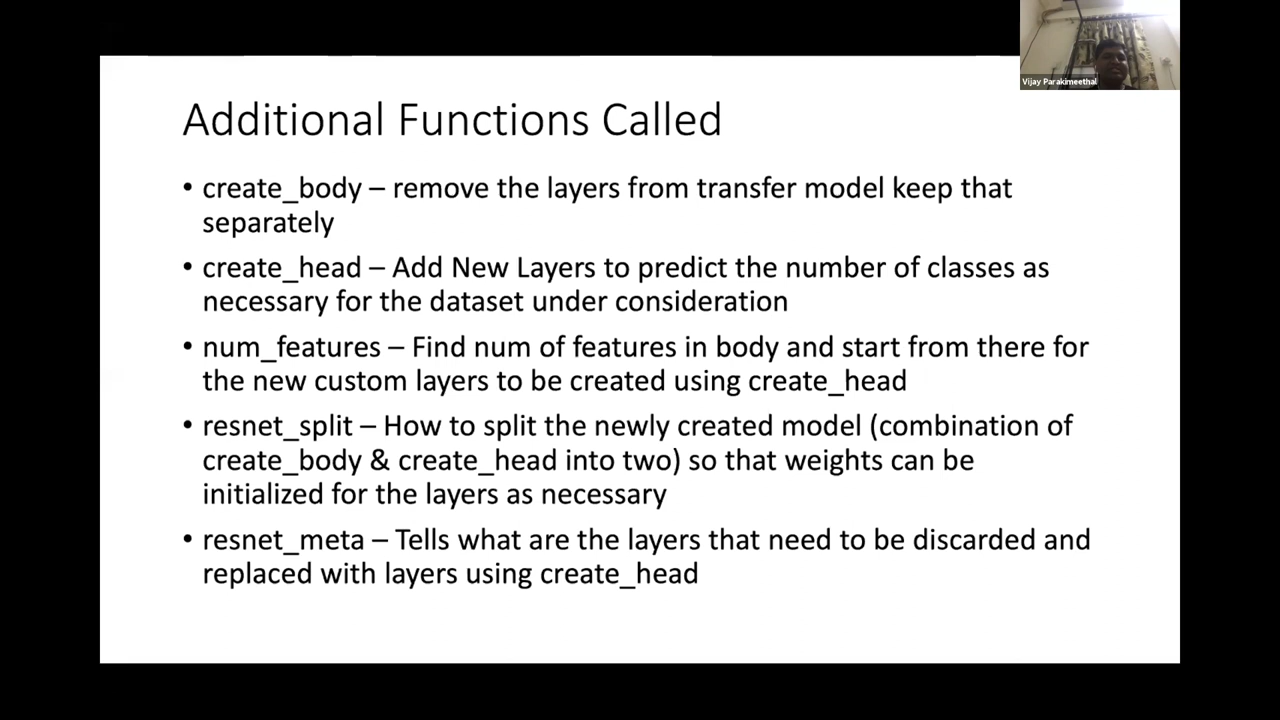 Vijay Parakimeethal
Additional Functions Called
• create_body – remove the layers from transfer model keep that
separately
• create_head – Add New Layers to predict the number of classes as
necessary for the dataset under consideration
• num_features – Find num of features in body and start from there for
the new custom layers to be created using create_head
• resnet_split – How to split the newly created model (combination of
create_body & create_head into two) so that weights can be
initialized for the layers as necessary
• resnet_meta – Tells what are the layers that need to be discarded and
replaced with layers using create_head